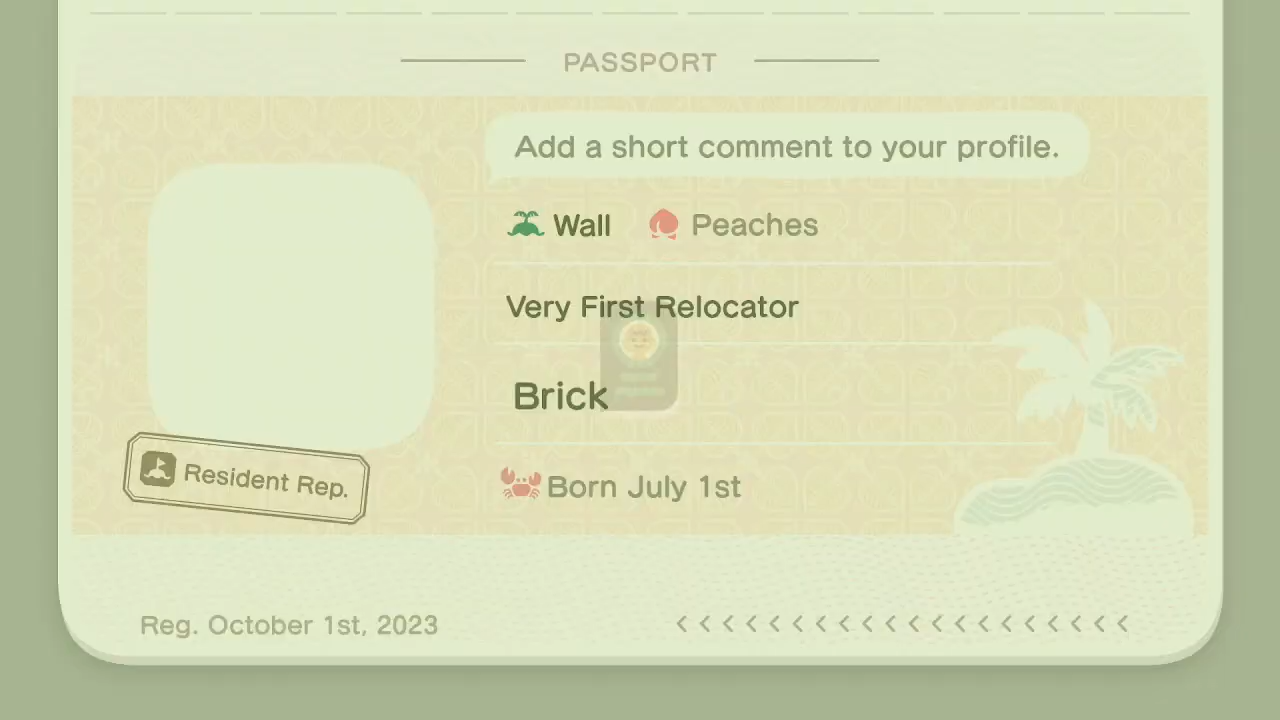 PASSPORT
Add a short comment to your profile.
Wall Peaches
Very First Relocator
Brick
Resident Rep.
Born July 1st
Reg. October 1st, 2023
‹ ‹ ‹ ‹ ‹ ‹ ‹ ‹ ‹ ‹ ‹ ‹ ‹ ‹ ‹ ‹ ‹ ‹ ‹ ‹